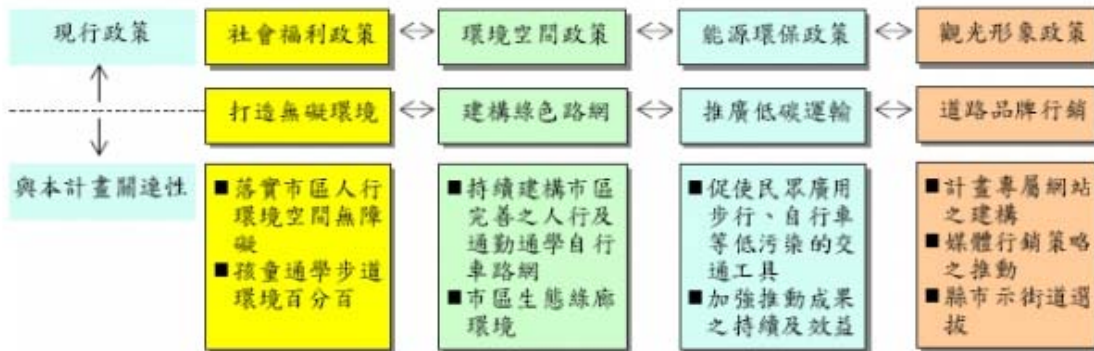 現行政策
社會福利政策
環境空間政策
能源環保政策
觀光形象政策
打造無礙環境
建構綠色路網
推廣低碳運輸
道路品牌行銷
與本計畫關連性
■落實市區人行
環境空間無障
礙
■孩童通學步道
環境百分百
■持續建構市區
完善之人行及
通勤通學自行
車路網
■市區生態綠廊
環境
■促使民眾廣用
步行、自行車
等低污染的交
通工具
■加強推動成果
之持續及效益
■計畫專屬網站
之建構
■媒體行銷策略
之推動
■縣市示街道選
拔